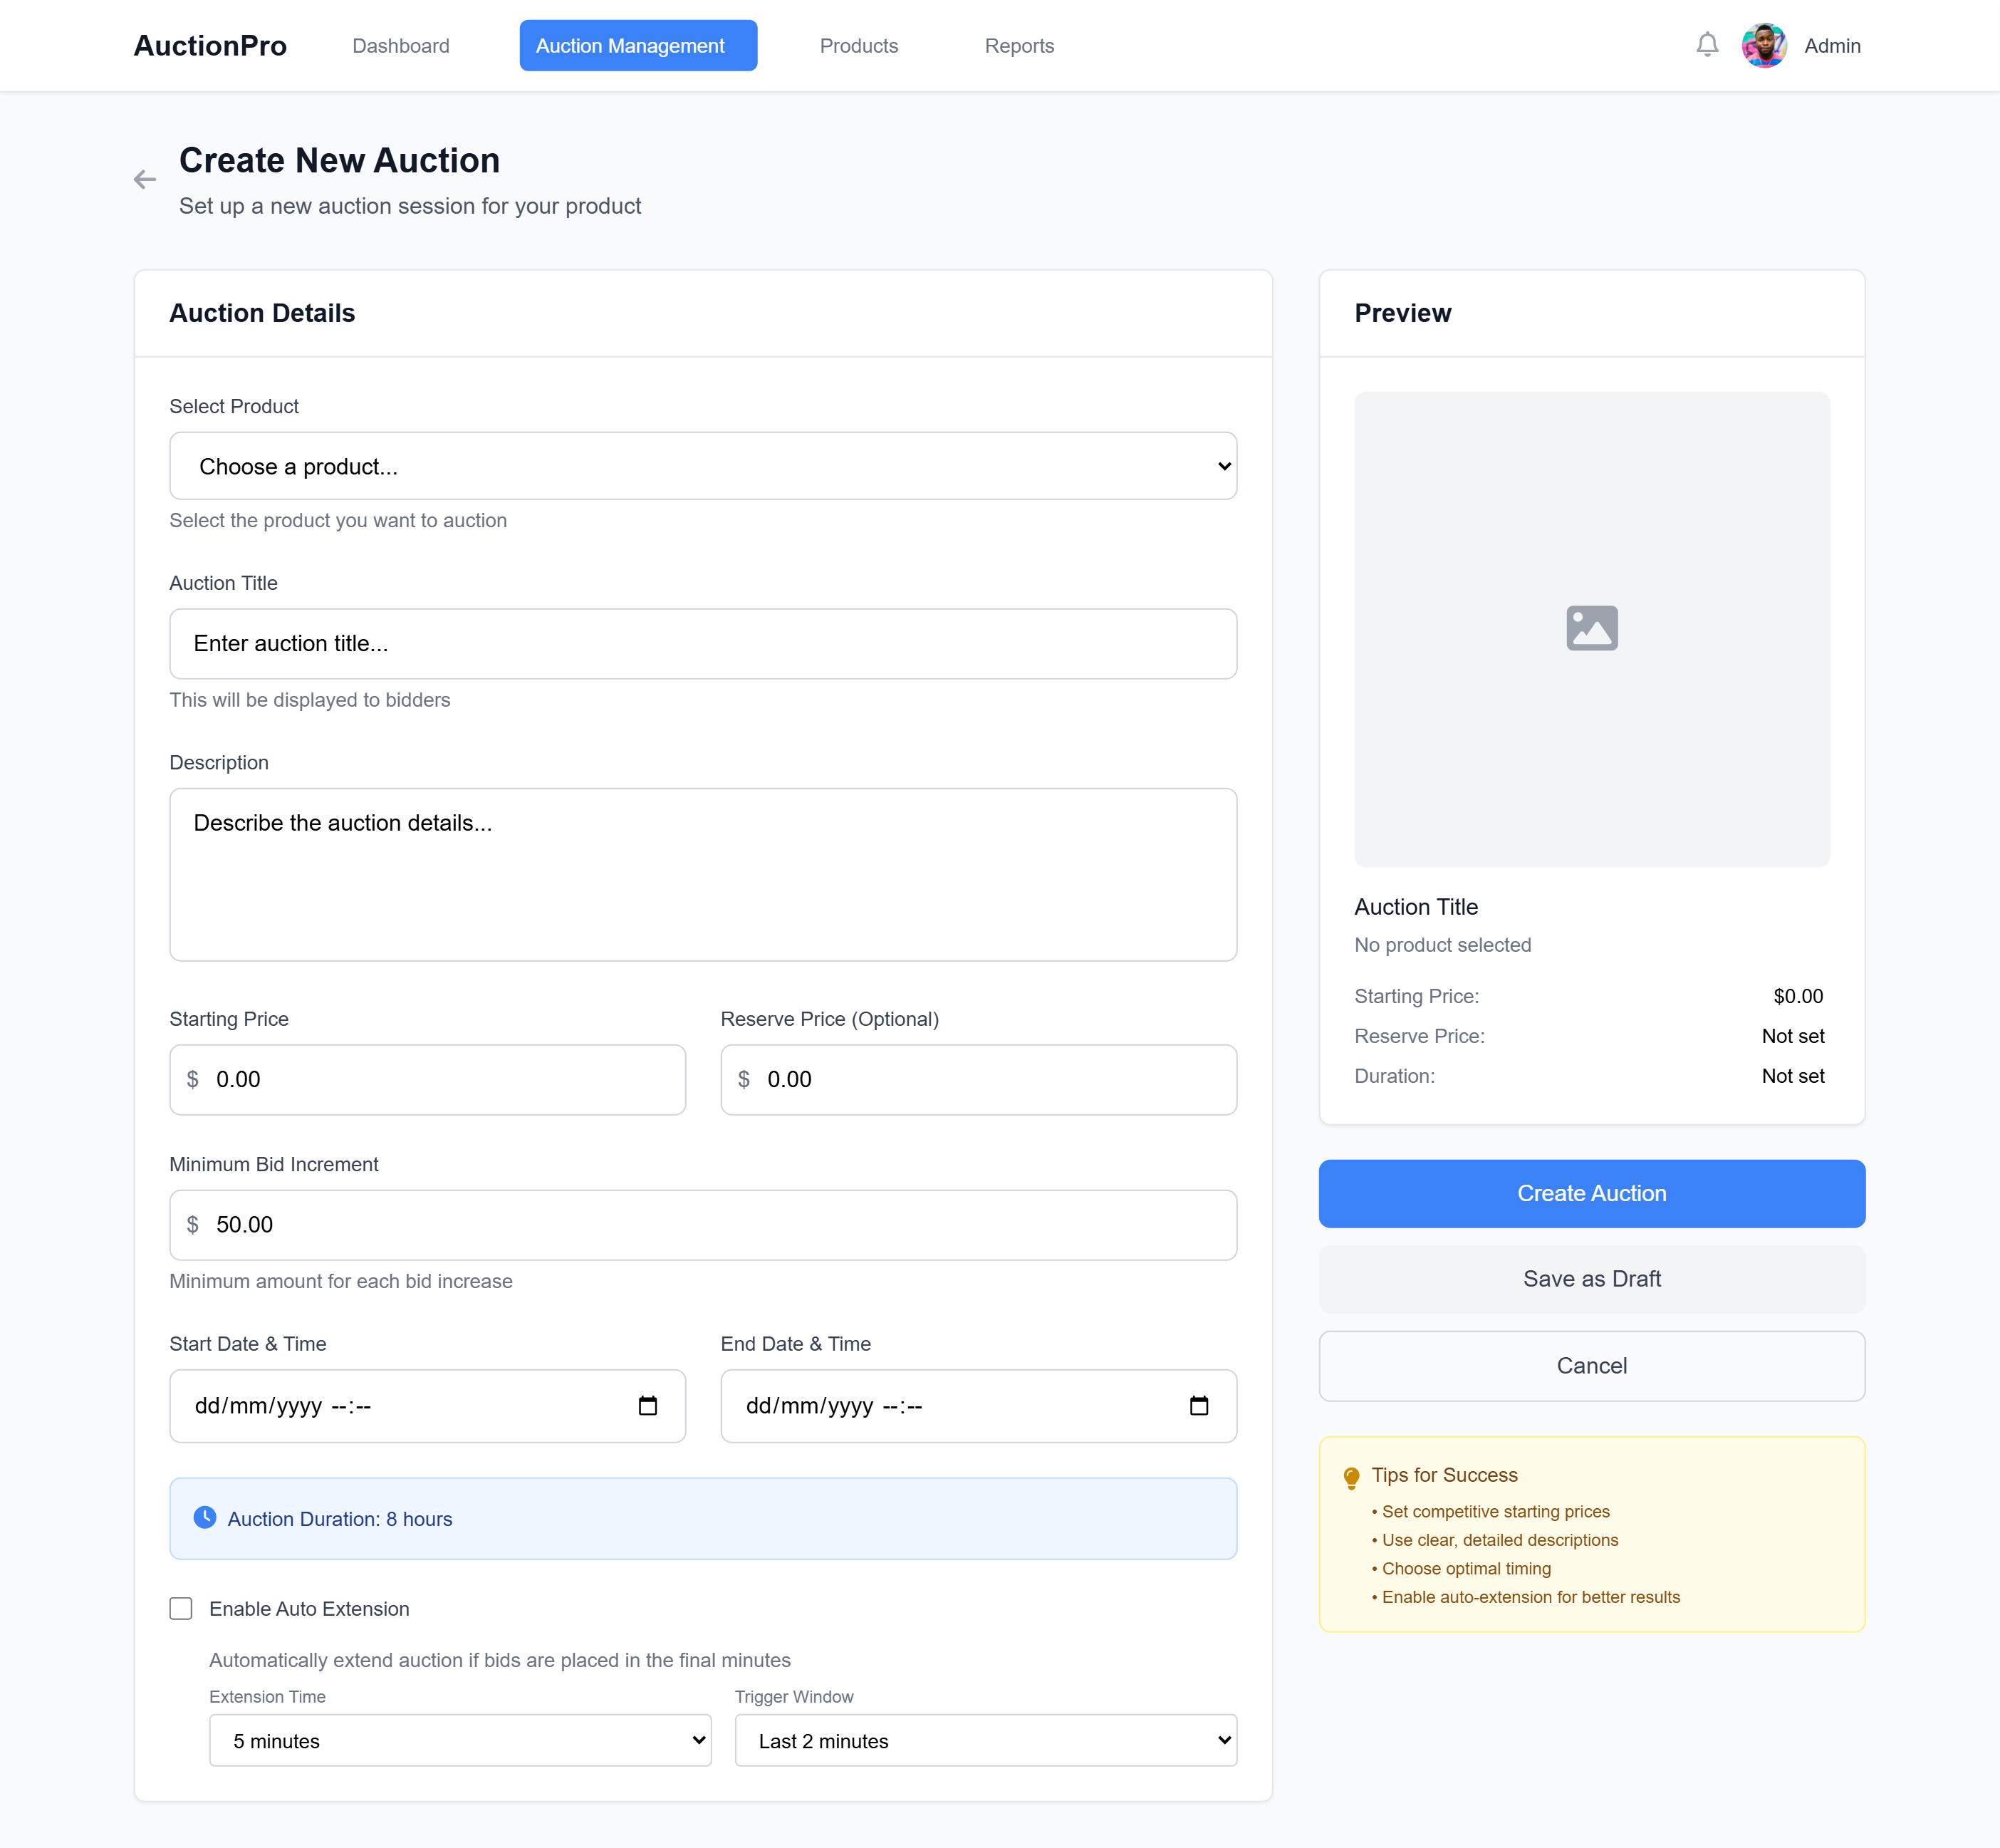 AuctionPro
Dashboard
Auction Management
Products
Reports
Admin
Create New Auction
Set up a new auction session for your product
Auction Details
Select Product
Choose a product...
Select the product you want to auction
Auction Title
Enter auction title...
This will be displayed to bidders
Description
Describe the auction details...
Starting Price
$ 0.00
Reserve Price (Optional)
$ 0.00
Minimum Bid Increment
$ 50.00
Minimum amount for each bid increase
Start Date & Time
dd/mm/yyyy --:--
End Date & Time
dd/mm/yyyy --:--
Auction Duration: 8 hours
Enable Auto Extension
Automatically extend auction if bids are placed in the final minutes
Extension Time
5 minutes
Trigger Window
Last 2 minutes
Preview
Auction Title
No product selected
Starting Price: $0.00
Reserve Price: Not set
Duration: Not set
Create Auction
Save as Draft
Cancel
Tips for Success
• Set competitive starting prices
• Use clear, detailed descriptions
• Choose optimal timing
• Enable auto-extension for better results